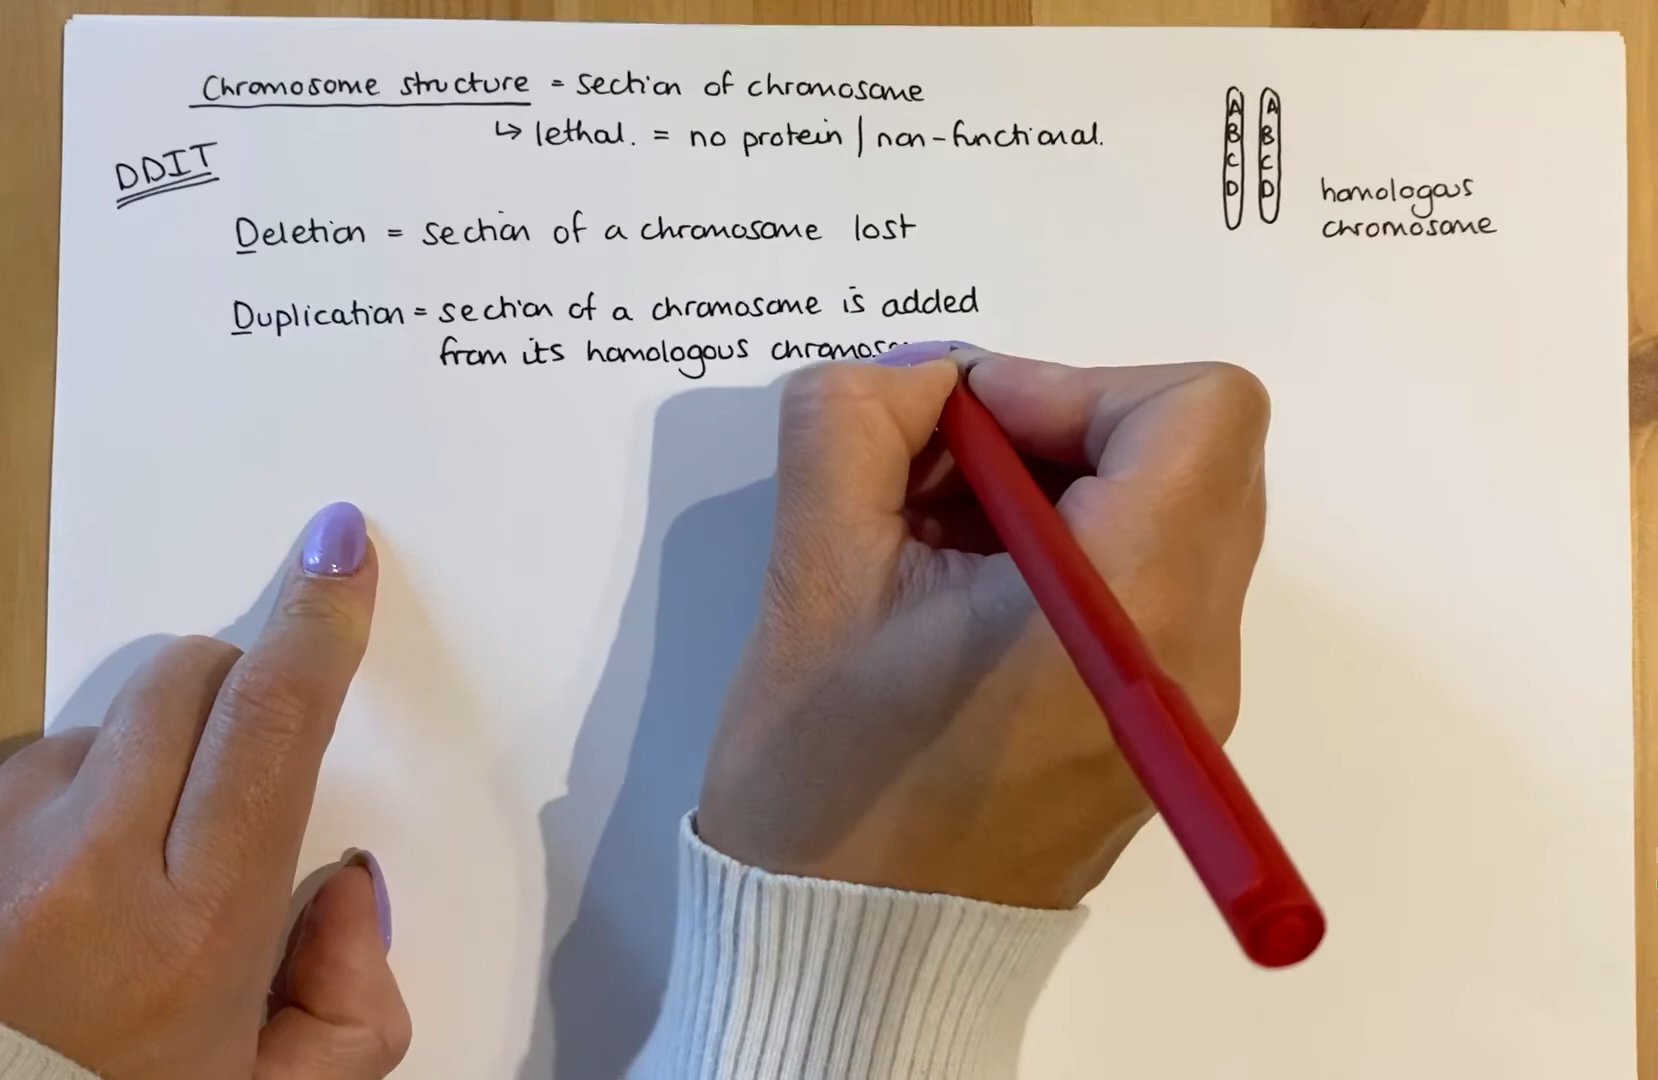 Chromosome structure = section of chromosome
↳ lethal. = no protein / non-functional.
DDIT
Deletion = section of a chromosome lost
Duplication = section of a chromosome is added
from its homologous
A A
B B
C C
D D
homologous
chromosome